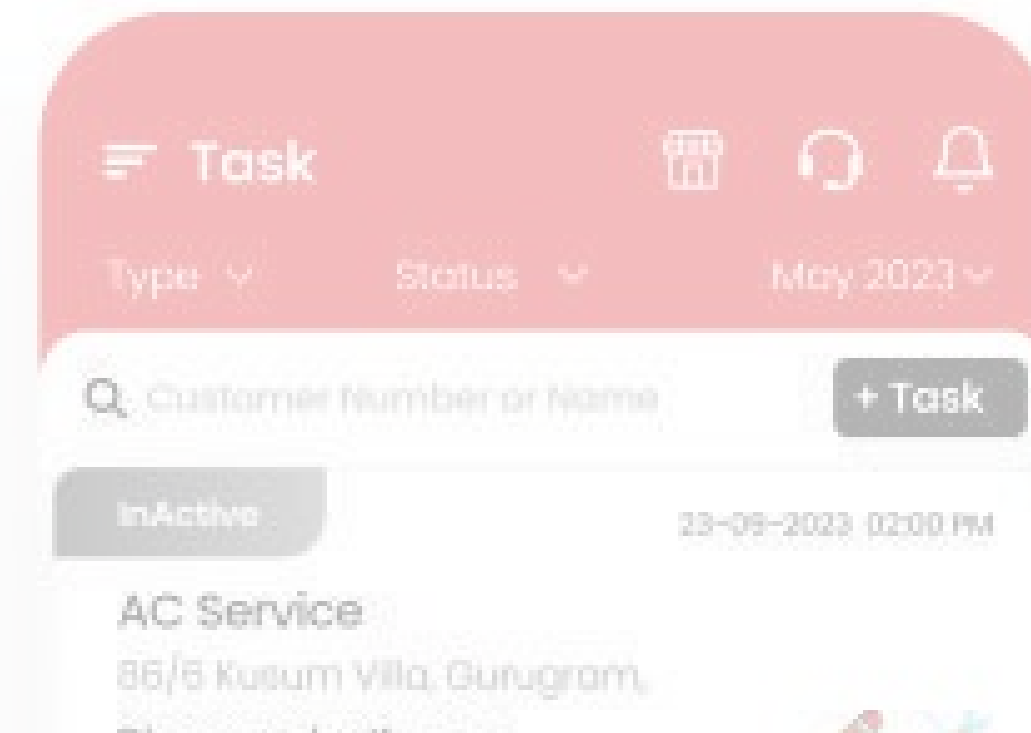 Task
Type Status May 2023
Customer Number or Name + Task
InActive
23-09-2023 02:00 PM
AC Service
86/6 Kusum Villa, Gurugram,